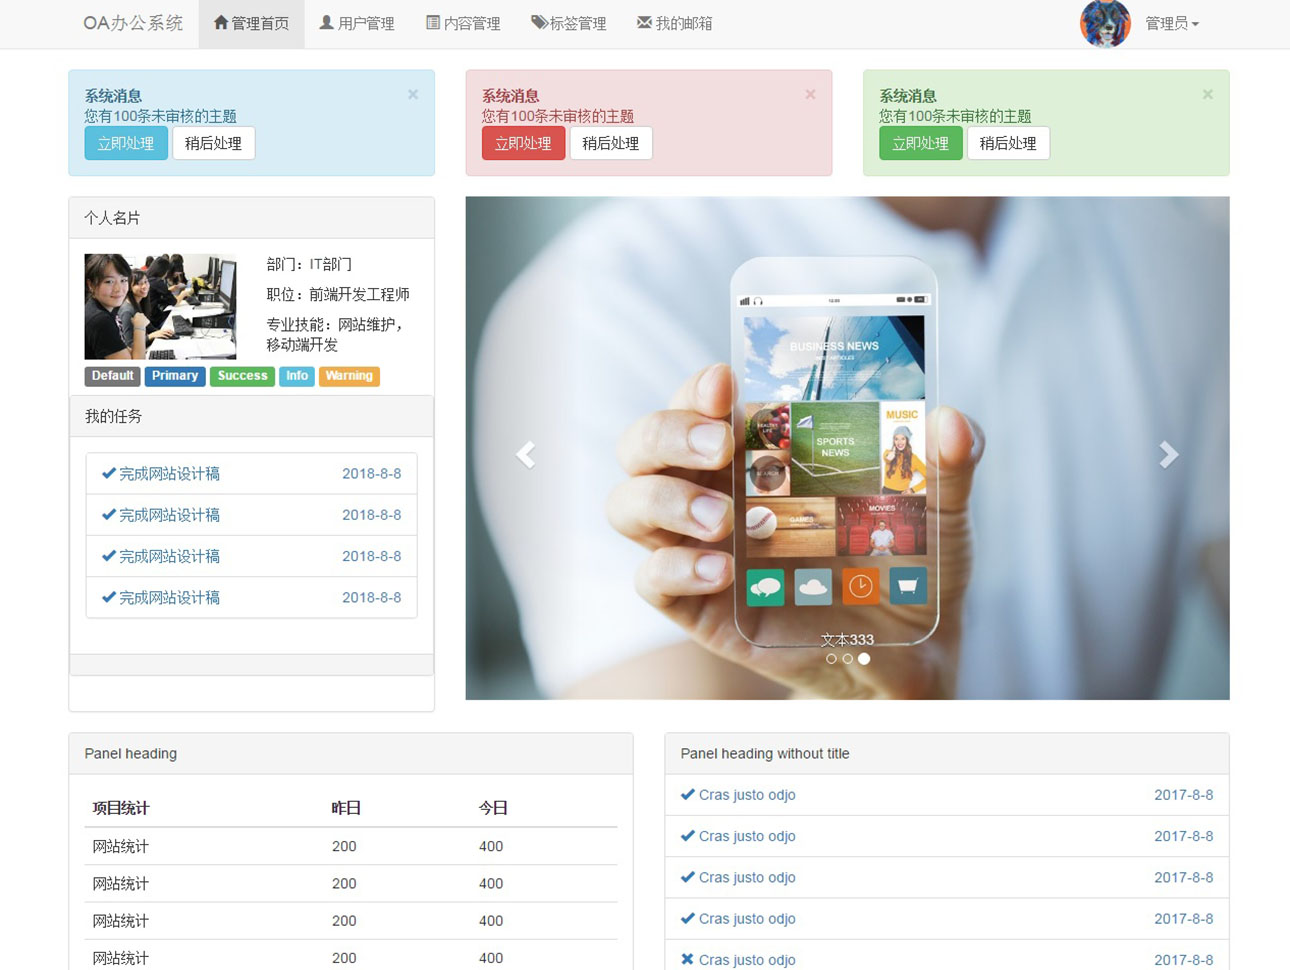 OA办公系统 管理首页 用户管理 内容管理 标签管理 我的邮箱 管理员
系统消息 ×
您有100条未审核的主题
立即处理 稍后处理
系统消息 ×
您有100条未审核的主题
立即处理 稍后处理
系统消息 ×
您有100条未审核的主题
立即处理 稍后处理
个人名片
部门：IT部门
职位：前端开发工程师
专业技能：网站维护，
移动端开发
Default Primary Success Info Warning
我的任务
完成网站设计稿 2018-8-8
完成网站设计稿 2018-8-8
完成网站设计稿 2018-8-8
完成网站设计稿 2018-8-8
BUSINESS NEWS
HEALTHY
LIFE
SPORTS
NEWS
MUSIC
GAMES
MOVIES
文本333
Panel heading
项目统计 昨日 今日
网站统计 200 400
网站统计 200 400
网站统计 200 400
网站统计 200 400
Panel heading without title
Cras justo odjo 2017-8-8
Cras justo odjo 2017-8-8
Cras justo odjo 2017-8-8
Cras justo odjo 2017-8-8
Cras justo odjo 2017-8-8